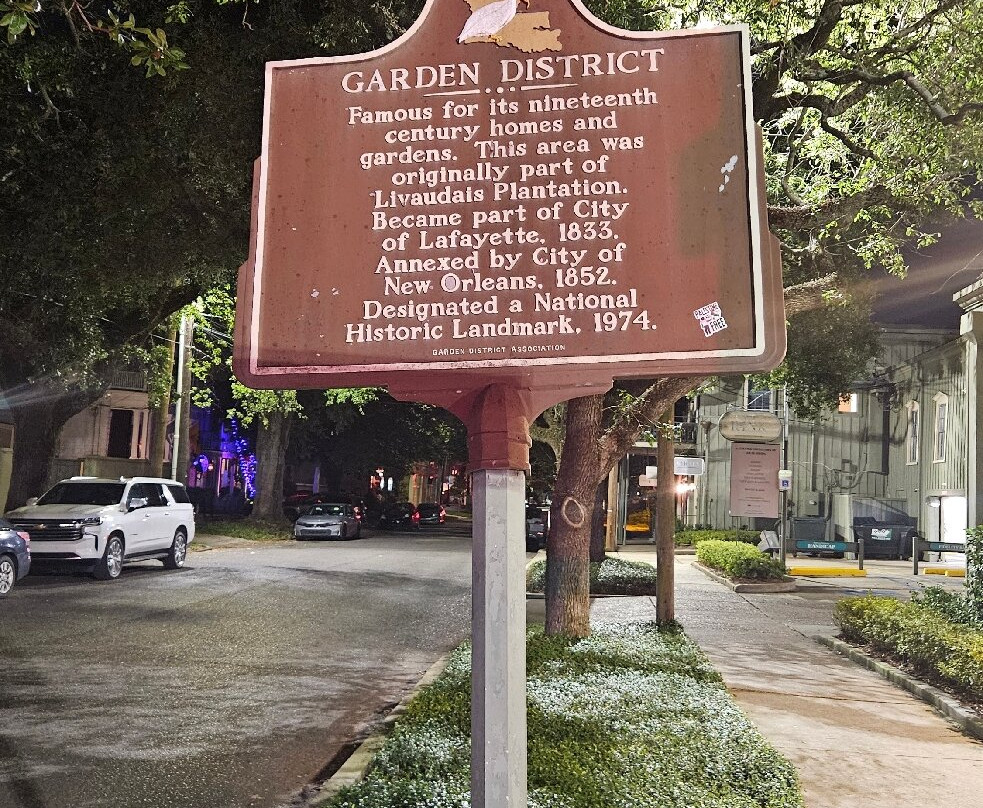 GARDEN DISTRICT
Famous for its nineteenth
century homes and
gardens. This area was
originally part of
Livaudais Plantation.
Became part of City
of Lafayette, 1833.
Annexed by City of
New Orleans, 1852.
Designated a National
Historic Landmark, 1974.
GARDEN DISTRICT ASSOCIATION